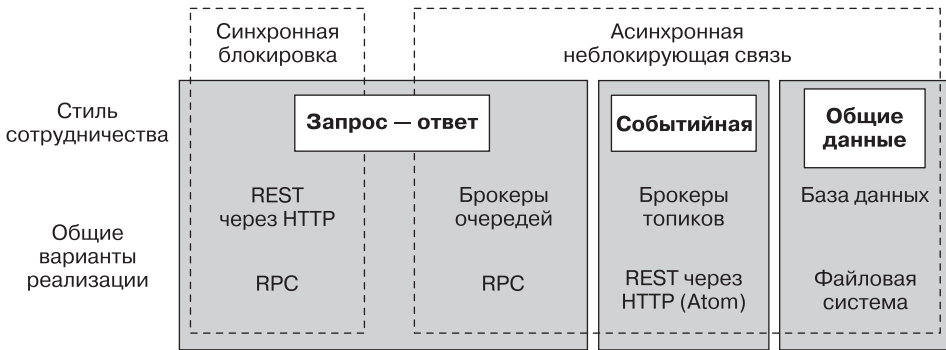 Синхронная
блокировка
Асинхронная
неблокирующая связь
Стиль
сотрудничества
Запрос — ответ
Событийная
Общие
данные
Общие
варианты
реализации
REST
через HTTP
Брокеры
очередей
Брокеры
топиков
База данных
RPC
RPC
REST через
HTTP (Atom)
Файловая
система